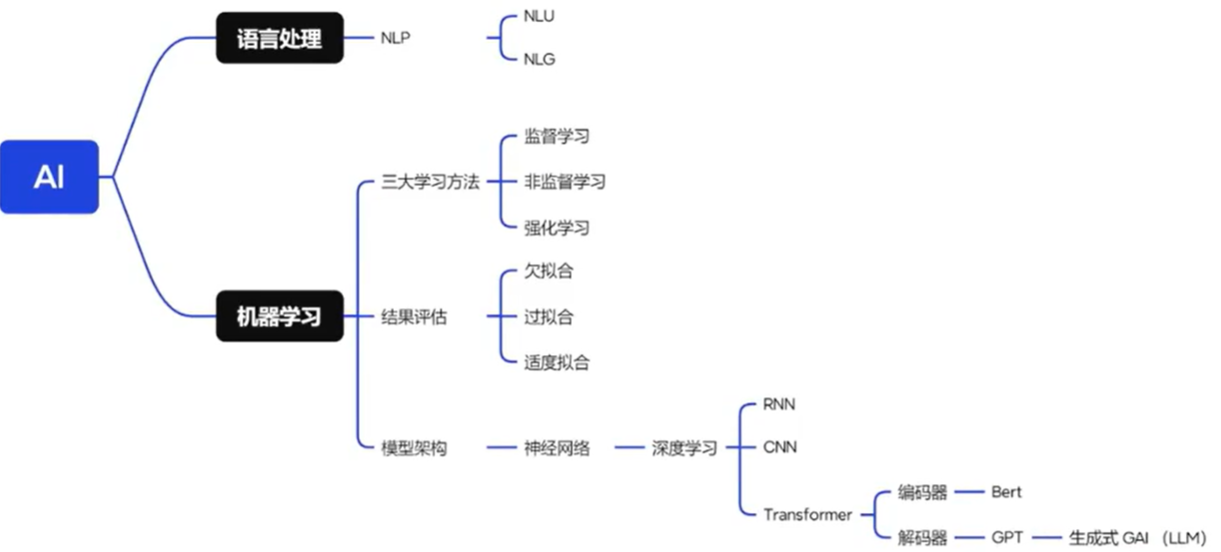 AI
语言处理
NLP
NLU
NLG
机器学习
三大学习方法
监督学习
非监督学习
强化学习
结果评估
欠拟合
过拟合
适度拟合
模型架构
神经网络
深度学习
RNN
CNN
Transformer
编码器
Bert
解码器
GPT
生成式 GAI （LLM）